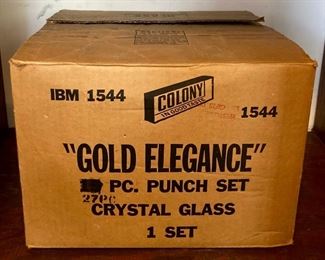 IBM 1544
COLONY
IN GOOD TASTE
1544
"GOLD ELEGANCE"
PC. PUNCH SET
27PC
CRYSTAL GLASS
1 SET